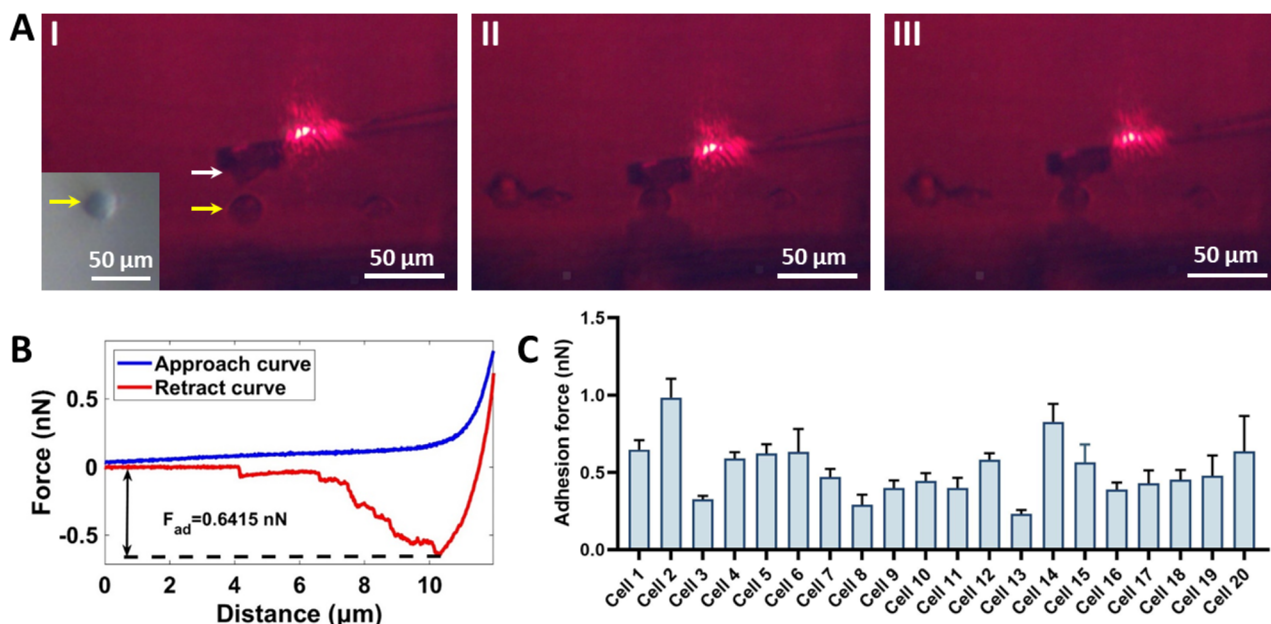 A
I
II
III
50 µm
50 µm
50 µm
50 µm
B
Approach curve
Retract curve
0.5
0
-0.5
Force (nN)
Fad=0.6415 nN
0
2
4
6
8
10
Distance (µm)
C
1.5
1.0
0.5
0.0
Adhesion force (nN)
Cell 1
Cell 2
Cell 3
Cell 4
Cell 5
Cell 6
Cell 7
Cell 8
Cell 9
Cell 10
Cell 11
Cell 12
Cell 13
Cell 14
Cell 15
Cell 16
Cell 17
Cell 18
Cell 19
Cell 20